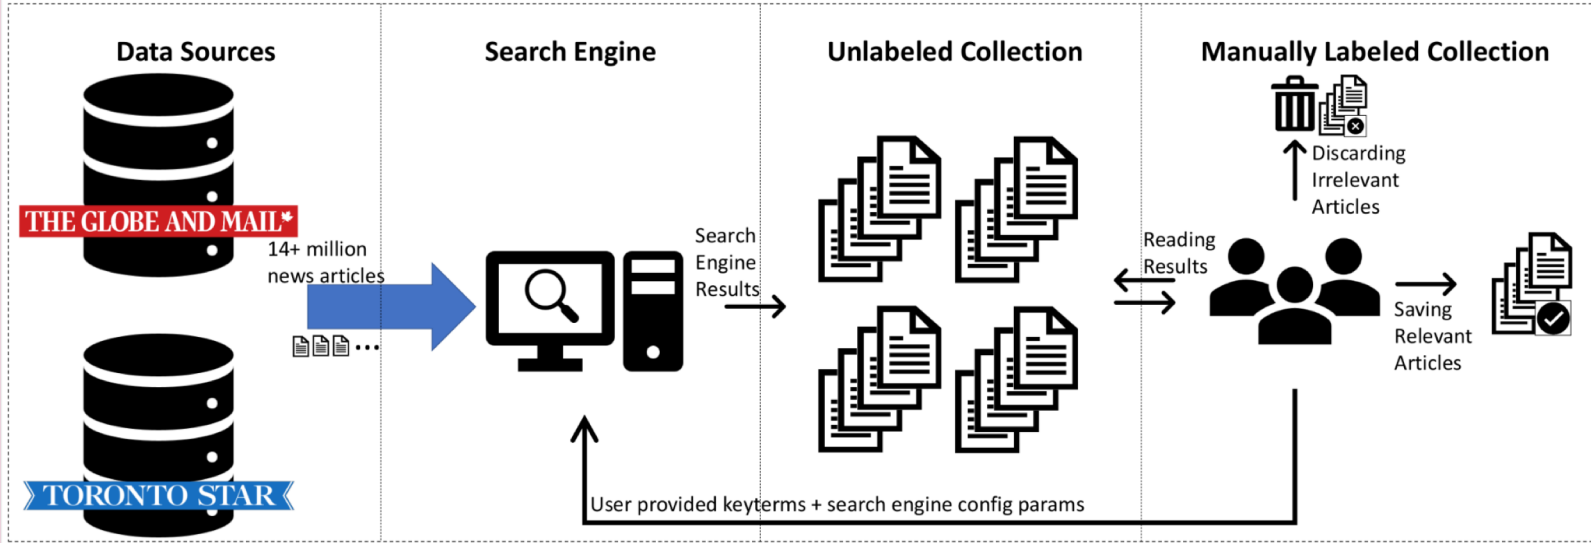 Data Sources
Search Engine
Unlabeled Collection
Manually Labeled Collection
THE GLOBE AND MAIL
14+ million
news articles
...
TORONTO STAR
Search
Engine
Results
Reading
Results
Discarding
Irrelevant
Articles
Saving
Relevant
Articles
User provided keyterms + search engine config params